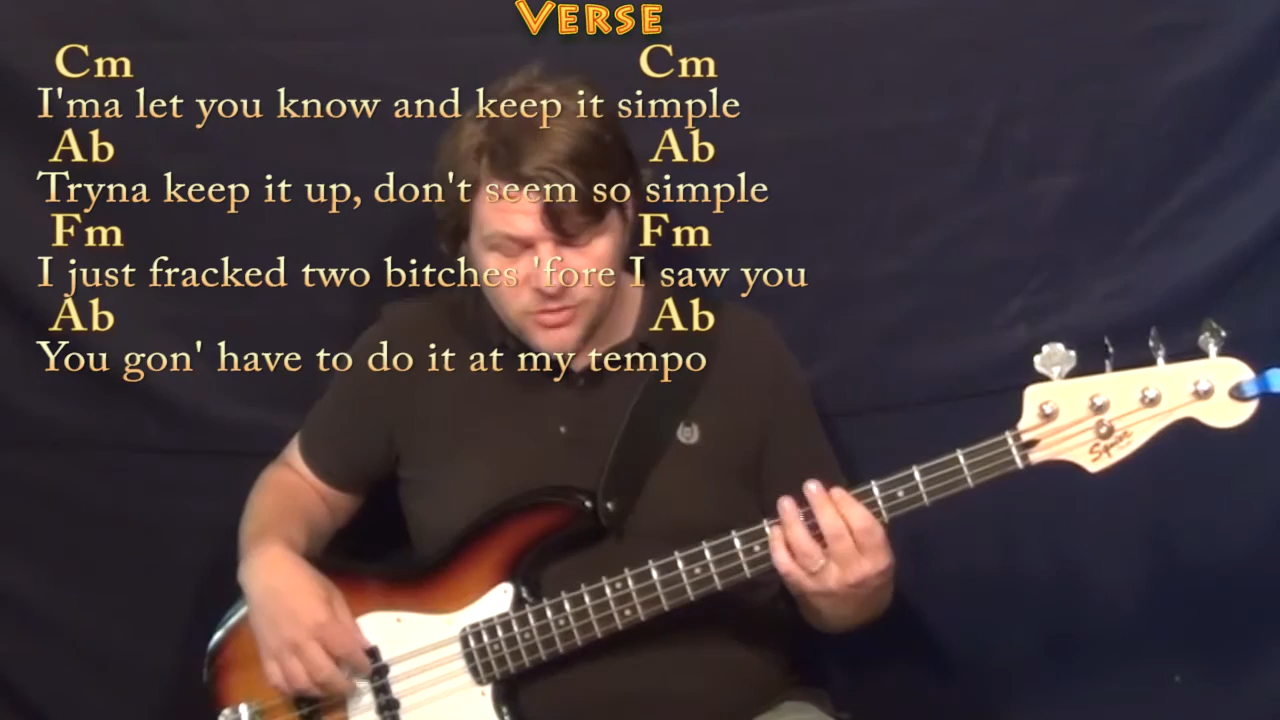 VERSE
Cm Cm
I'ma let you know and keep it simple
Ab Ab
Tryna keep it up, don't seem so simple
Fm Fm
I just fracked two bitches 'fore I saw you
Ab Ab
You gon' have to do it at my tempo
Squier